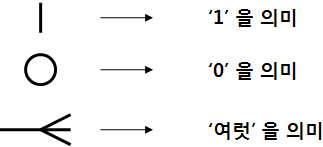 ‘1’ 을 의미
‘0’ 을 의미
‘여럿’ 을 의미